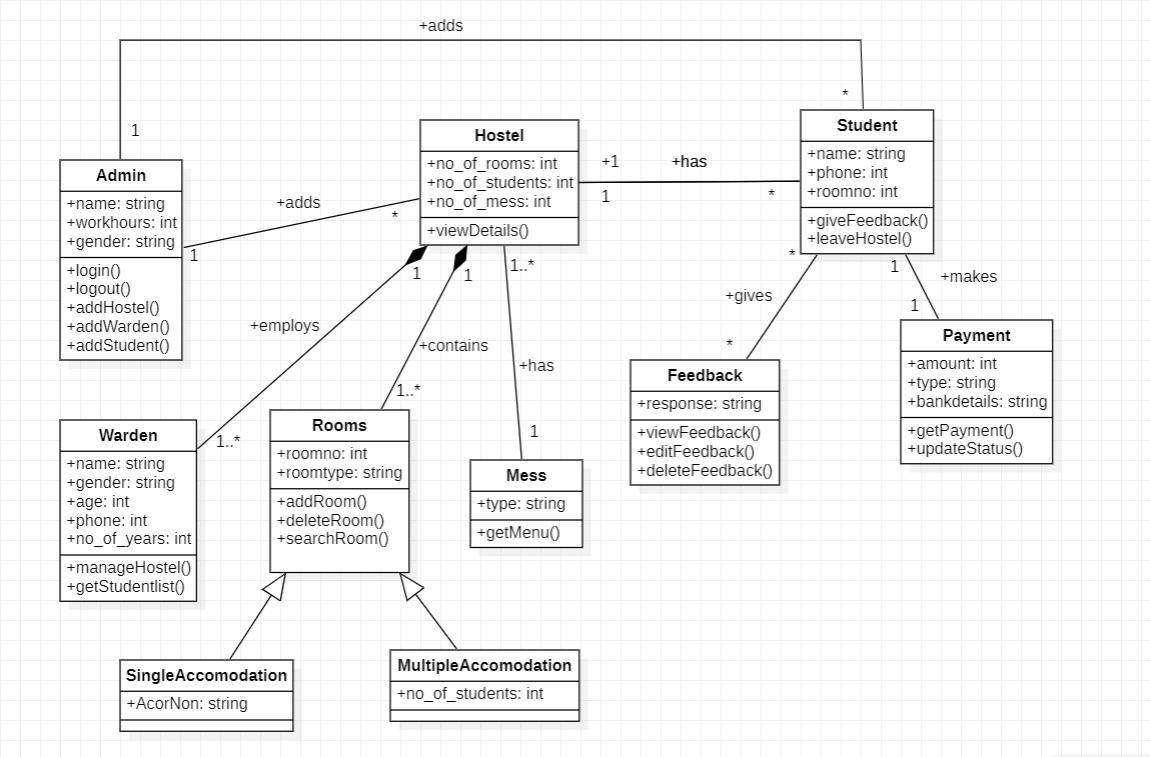 +adds
1
*
Admin
+name: string
+workhours: int
+gender: string
+login()
+logout()
+addHostel()
+addWarden()
+addStudent()
+adds
1
*
Hostel
+no_of_rooms: int
+no_of_students: int
+no_of_mess: int
+viewDetails()
+1
+has
1
*
Student
+name: string
+phone: int
+roomno: int
+giveFeedback()
+leaveHostel()
1
+employs
1..*
1
+contains
1..*
1..*
+has
1
*
+gives
*
1
+makes
1
Warden
+name: string
+gender: string
+age: int
+phone: int
+no_of_years: int
+manageHostel()
+getStudentlist()
Rooms
+roomno: int
+roomtype: string
+addRoom()
+deleteRoom()
+searchRoom()
Mess
+type: string
+getMenu()
Feedback
+response: string
+viewFeedback()
+editFeedback()
+deleteFeedback()
Payment
+amount: int
+type: string
+bankdetails: string
+getPayment()
+updateStatus()
SingleAccomodation
+AcorNon: string
MultipleAccomodation
+no_of_students: int